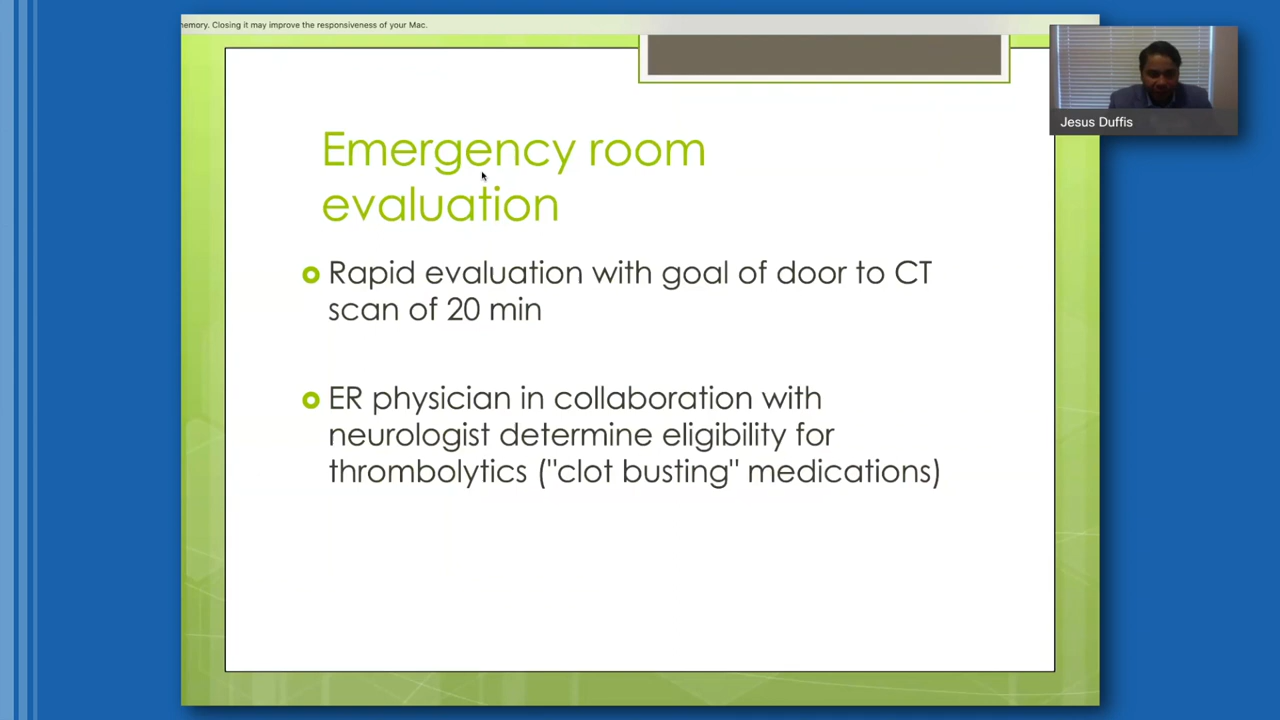 memory. Closing it may improve the responsiveness of your Mac.
Jesus Duffis
Emergency room
evaluation
Rapid evaluation with goal of door to CT
scan of 20 min
ER physician in collaboration with
neurologist determine eligibility for
thrombolytics ("clot busting" medications)